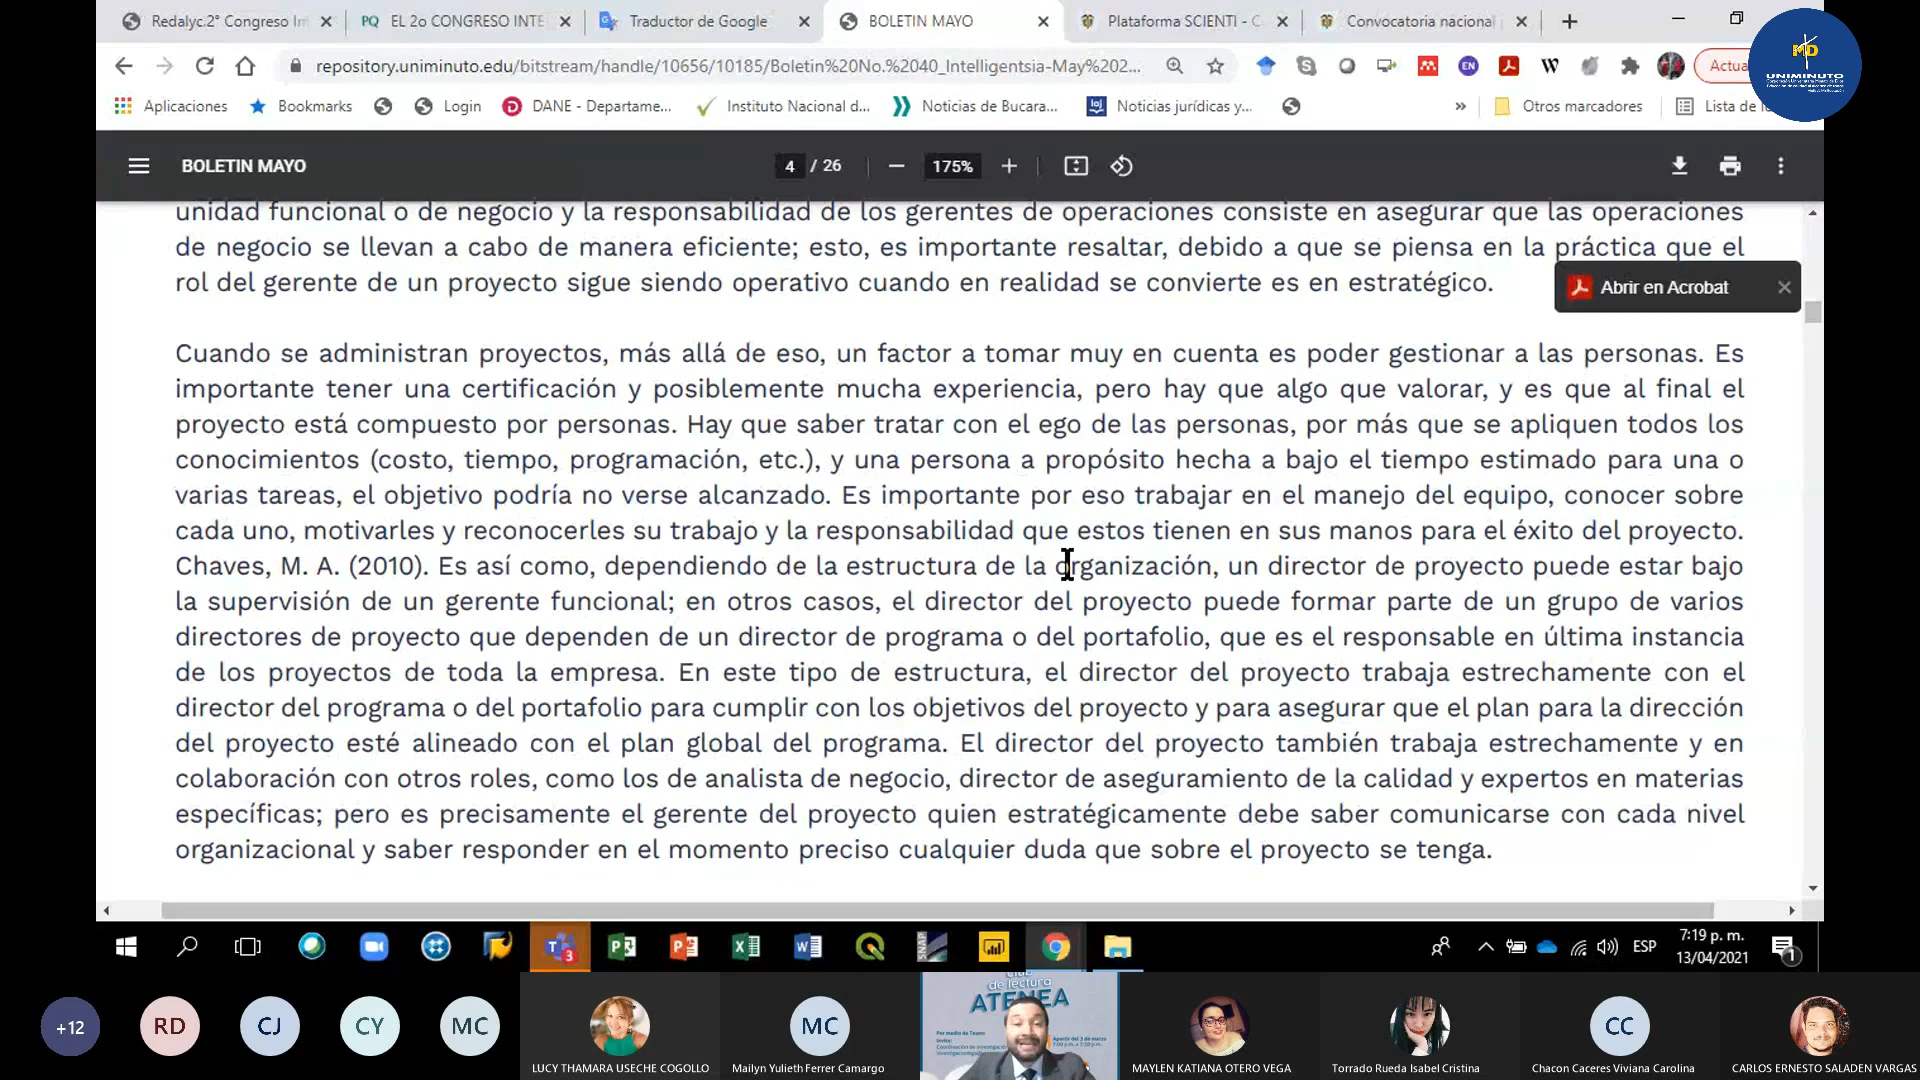 Redalyc.2° Congreso In
EL 2o CONGRESO INTE
Traductor de Google
BOLETIN MAYO
Plataforma SCIENTI - C
Convocatoria nacional
repository.uniminuto.edu/bitstream/handle/10656/10185/Boletin%20No.%2040_Intelligentsia-May%202...
Actua
MD
UNIMINUTO
Aplicaciones
Bookmarks
Login
DANE - Departame...
Instituto Nacional d...
Noticias de Bucara...
Noticias jurídicas y...
»
Otros marcadores
Lista de
BOLETIN MAYO
4 / 26
175%
unidad funcional o de negocio y la responsabilidad de los gerentes de operaciones consiste en asegurar que las operaciones
de negocio se llevan a cabo de manera eficiente; esto, es importante resaltar, debido a que se piensa en la práctica que el
rol del gerente de un proyecto sigue siendo operativo cuando en realidad se convierte es en estratégico.
Abrir en Acrobat
Cuando se administran proyectos, más allá de eso, un factor a tomar muy en cuenta es poder gestionar a las personas. Es
importante tener una certificación y posiblemente mucha experiencia, pero hay que algo que valorar, y es que al final el
proyecto está compuesto por personas. Hay que saber tratar con el ego de las personas, por más que se apliquen todos los
conocimientos (costo, tiempo, programación, etc.), y una persona a propósito hecha a bajo el tiempo estimado para una o
varias tareas, el objetivo podría no verse alcanzado. Es importante por eso trabajar en el manejo del equipo, conocer sobre
cada uno, motivarles y reconocerles su trabajo y la responsabilidad que estos tienen en sus manos para el éxito del proyecto.
Chaves, M. A. (2010). Es así como, dependiendo de la estructura de la organización, un director de proyecto puede estar bajo
la supervisión de un gerente funcional; en otros casos, el director del proyecto puede formar parte de un grupo de varios
directores de proyecto que dependen de un director de programa o del portafolio, que es el responsable en última instancia
de los proyectos de toda la empresa. En este tipo de estructura, el director del proyecto trabaja estrechamente con el
director del programa o del portafolio para cumplir con los objetivos del proyecto y para asegurar que el plan para la dirección
del proyecto esté alineado con el plan global del programa. El director del proyecto también trabaja estrechamente y en
colaboración con otros roles, como los de analista de negocio, director de aseguramiento de la calidad y expertos en materias
específicas; pero es precisamente el gerente del proyecto quien estratégicamente debe saber comunicarse con cada nivel
organizacional y saber responder en el momento preciso cualquier duda que sobre el proyecto se tenga.
ESP
7:19 p. m.
13/04/2021
1
+12
RD
CJ
CY
MC
MC
CC
Club
de lectura
ATENEA
Por medio de Teams
LUCY THAMARA USECHE COGOLLO
Mailyn Yulieth Ferrer Camargo
MAYLEN KATIANA OTERO VEGA
Torrado Rueda Isabel Cristina
Chacon Caceres Viviana Carolina
CARLOS ERNESTO SALADEN VARGAS